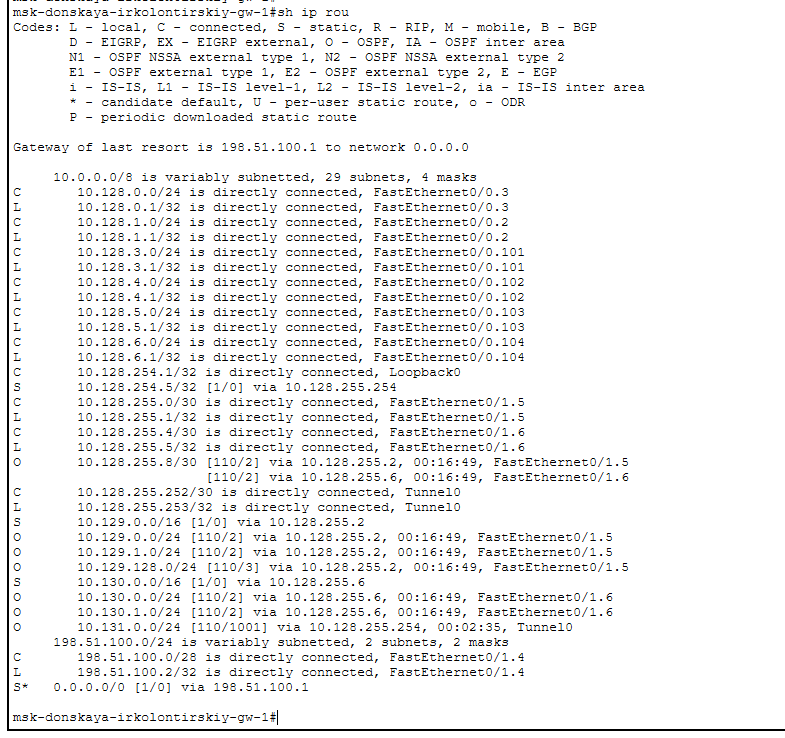 msk-donskaya-irkolontirskiy-gw-1#sh ip rou
Codes: L - local, C - connected, S - static, R - RIP, M - mobile, B - BGP
       D - EIGRP, EX - EIGRP external, O - OSPF, IA - OSPF inter area
       N1 - OSPF NSSA external type 1, N2 - OSPF NSSA external type 2
       E1 - OSPF external type 1, E2 - OSPF external type 2, E - EGP
       i - IS-IS, L1 - IS-IS level-1, L2 - IS-IS level-2, ia - IS-IS inter area
       * - candidate default, U - per-user static route, o - ODR
       P - periodic downloaded static route

Gateway of last resort is 198.51.100.1 to network 0.0.0.0

     10.0.0.0/8 is variably subnetted, 29 subnets, 4 masks
C       10.128.0.0/24 is directly connected, FastEthernet0/0.3
L       10.128.0.1/32 is directly connected, FastEthernet0/0.3
C       10.128.1.0/24 is directly connected, FastEthernet0/0.2
L       10.128.1.1/32 is directly connected, FastEthernet0/0.2
C       10.128.3.0/24 is directly connected, FastEthernet0/0.101
L       10.128.3.1/32 is directly connected, FastEthernet0/0.101
C       10.128.4.0/24 is directly connected, FastEthernet0/0.102
L       10.128.4.1/32 is directly connected, FastEthernet0/0.102
C       10.128.5.0/24 is directly connected, FastEthernet0/0.103
L       10.128.5.1/32 is directly connected, FastEthernet0/0.103
C       10.128.6.0/24 is directly connected, FastEthernet0/0.104
L       10.128.6.1/32 is directly connected, FastEthernet0/0.104
C       10.128.254.1/32 is directly connected, Loopback0
S       10.128.254.5/32 [1/0] via 10.128.255.254
C       10.128.255.0/30 is directly connected, FastEthernet0/1.5
L       10.128.255.1/32 is directly connected, FastEthernet0/1.5
C       10.128.255.4/30 is directly connected, FastEthernet0/1.6
L       10.128.255.5/32 is directly connected, FastEthernet0/1.6
O       10.128.255.8/30 [110/2] via 10.128.255.2, 00:16:49, FastEthernet0/1.5
                        [110/2] via 10.128.255.6, 00:16:49, FastEthernet0/1.6
C       10.128.255.252/30 is directly connected, Tunnel0
L       10.128.255.253/32 is directly connected, Tunnel0
S       10.129.0.0/16 [1/0] via 10.128.255.2
O       10.129.0.0/24 [110/2] via 10.128.255.2, 00:16:49, FastEthernet0/1.5
O       10.129.1.0/24 [110/2] via 10.128.255.2, 00:16:49, FastEthernet0/1.5
O       10.129.128.0/24 [110/3] via 10.128.255.2, 00:16:49, FastEthernet0/1.5
S       10.130.0.0/16 [1/0] via 10.128.255.6
O       10.130.0.0/24 [110/2] via 10.128.255.6, 00:16:49, FastEthernet0/1.6
O       10.130.1.0/24 [110/2] via 10.128.255.6, 00:16:49, FastEthernet0/1.6
O       10.131.0.0/24 [110/1001] via 10.128.255.254, 00:02:35, Tunnel0
     198.51.100.0/24 is variably subnetted, 2 subnets, 2 masks
C       198.51.100.0/28 is directly connected, FastEthernet0/1.4
L       198.51.100.2/32 is directly connected, FastEthernet0/1.4
S*   0.0.0.0/0 [1/0] via 198.51.100.1

msk-donskaya-irkolontirskiy-gw-1#